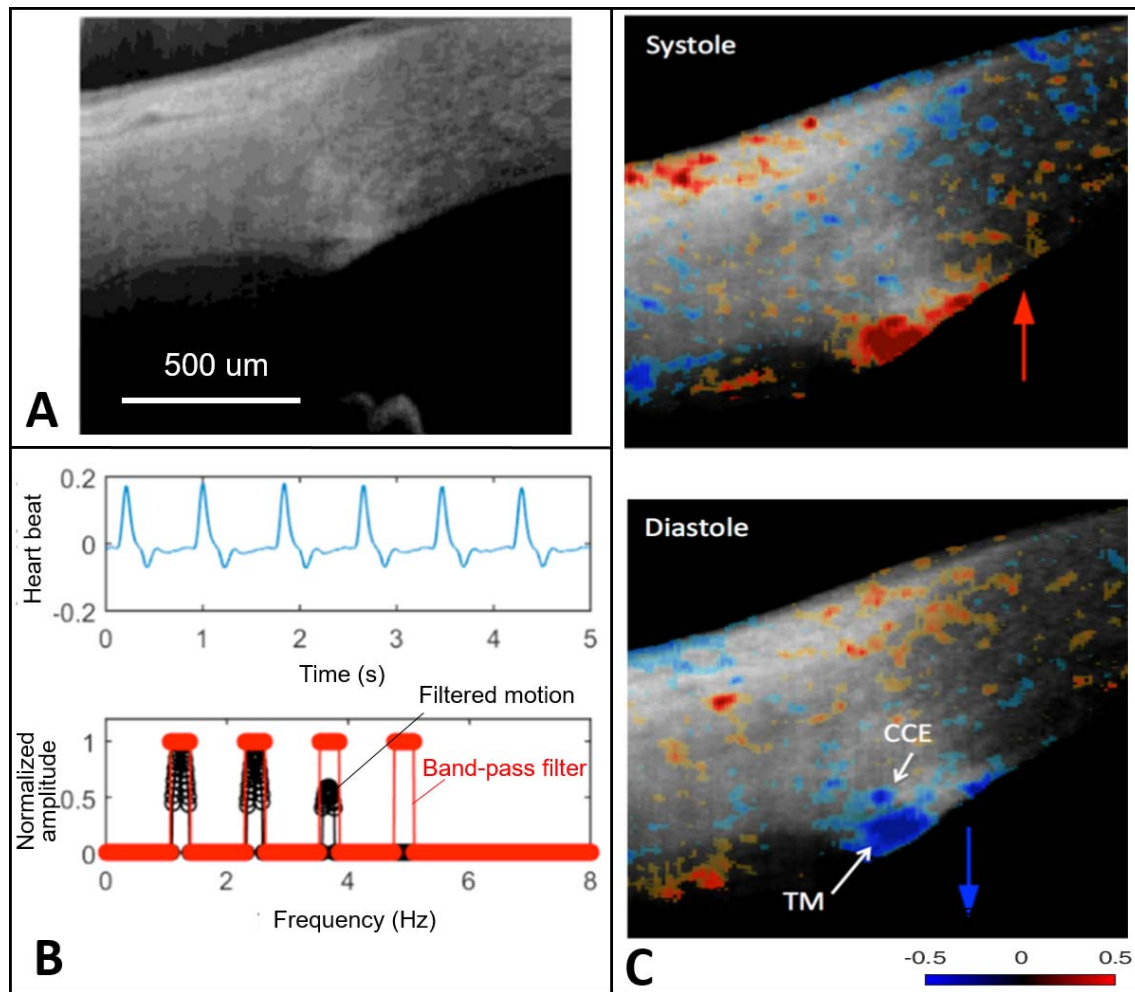 500 um
A
Heart beat
0.2
0
-0.2
0 1 2 3 4 5
Time (s)
Filtered motion
Band-pass filter
Normalized
amplitude
1
0.5
0
0 2 4 6 8
Frequency (Hz)
B
Systole
Diastole
CCE
TM
-0.5 0 0.5
C